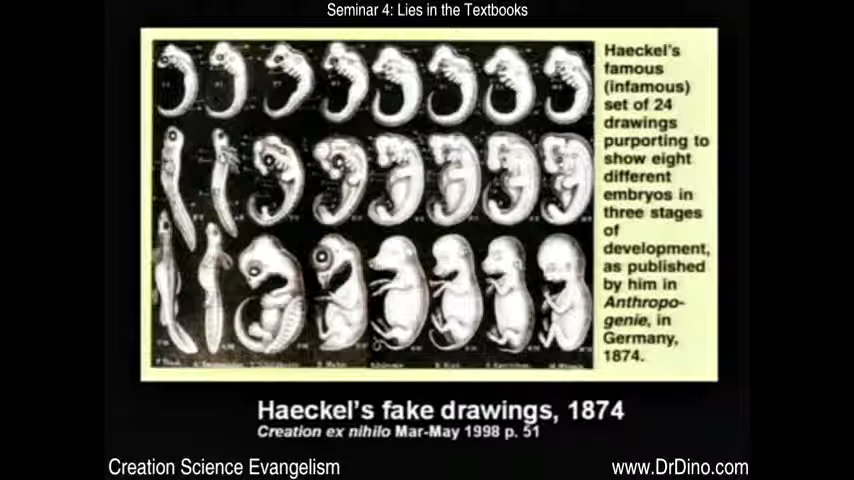 Seminar 4: Lies in the Textbooks
Haeckel's
famous
(infamous)
set of 24
drawings
purporting to
show eight
different
embryos in
three stages
of
development,
as published
by him in
Anthropo-
genie, in
Germany,
1874.
Haeckel's fake drawings, 1874
Creation ex nihilo Mar-May 1998 p. 51
Creation Science Evangelism
www.DrDino.com